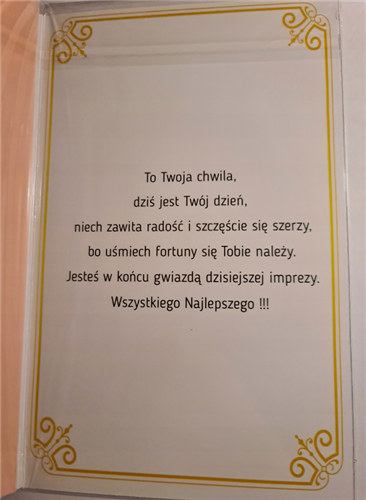 To Twoja chwila,
dziś jest Twój dzień,
niech zawita radość i szczęście się szerzy,
bo uśmiech fortuny się Tobie należy.
Jesteś w końcu gwiazdą dzisiejszej imprezy.
Wszystkiego Najlepszego !!!